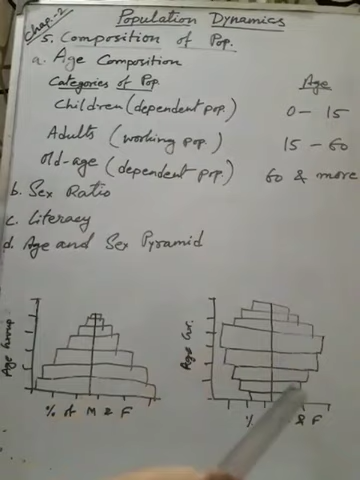 Chap.-2
Population Dynamics
5. Composition of Pop.
a. Age Composition
Categories of Pop Age
Children (dependent pop.) 0 - 15
Adults (working pop.) 15 - 60
Old-age (dependent pop.) 60 & more
b. Sex Ratio
c. Literacy
d. Age and Sex Pyramid
Age Group
% of M & F
Age Gr.
% & F